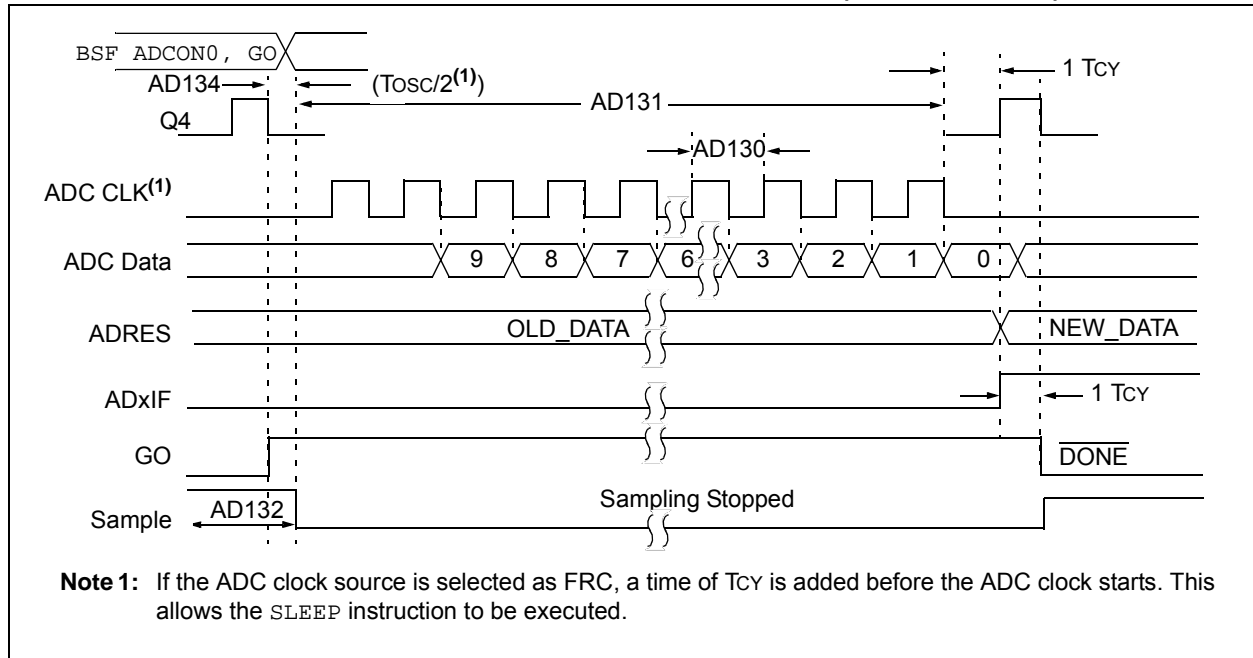 BSF ADCON0, GO
AD134 (TOSC/2(1))
1 TCY
AD131
Q4
AD130
ADC CLK(1)
ADC Data 9 8 7 6 3 2 1 0
ADRES OLD_DATA NEW_DATA
ADxIF 1 TCY
GO DONE
Sample AD132 Sampling Stopped
Note 1: If the ADC clock source is selected as FRC, a time of TCY is added before the ADC clock starts. This
allows the SLEEP instruction to be executed.